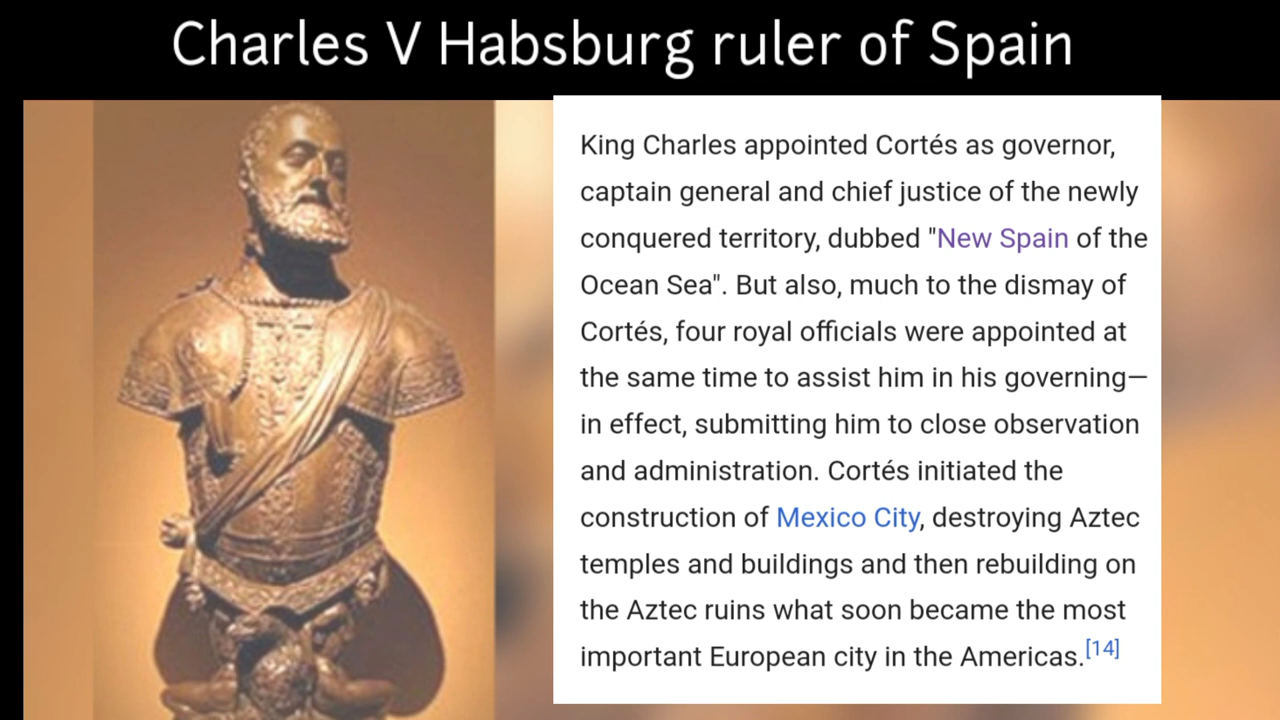 Charles V Habsburg ruler of Spain
King Charles appointed Cortés as governor,
captain general and chief justice of the newly
conquered territory, dubbed "New Spain of the
Ocean Sea". But also, much to the dismay of
Cortés, four royal officials were appointed at
the same time to assist him in his governing—
in effect, submitting him to close observation
and administration. Cortés initiated the
construction of Mexico City, destroying Aztec
temples and buildings and then rebuilding on
the Aztec ruins what soon became the most
important European city in the Americas.[14]